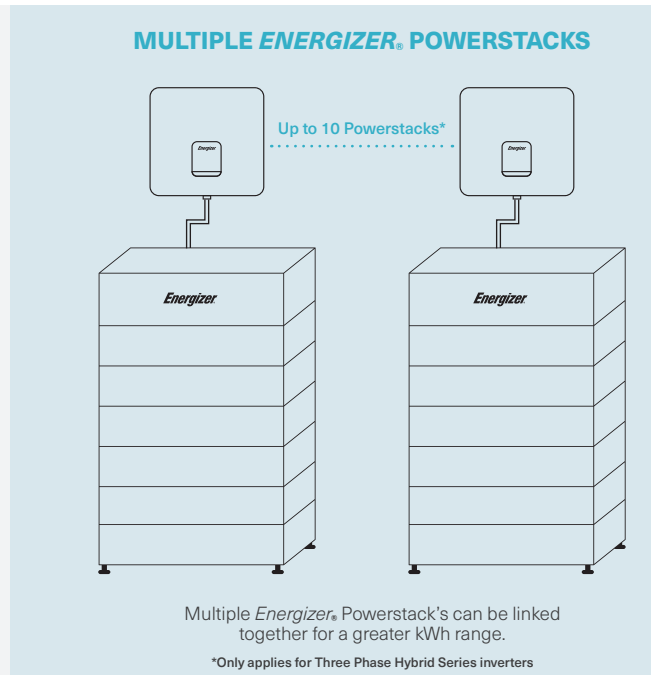 MULTIPLE ENERGIZER® POWERSTACKS
Up to 10 Powerstacks*
Energizer
Energizer
Energizer
Energizer
Multiple Energizer® Powerstack's can be linked
together for a greater kWh range.
*Only applies for Three Phase Hybrid Series inverters